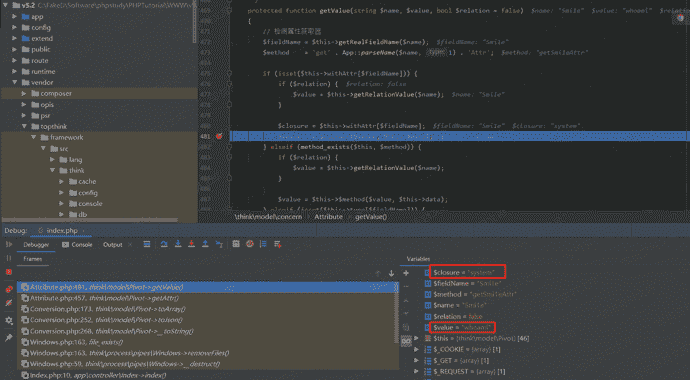 v5.2
app
config
extend
public
route
runtime
vendor
composer
opis
psr
topthink
framework
src
lang
think
cache
config
console
db
469
protected function getValue(string $name, $value, bool $relation = false) $name: "Smile" $value: "whoami"
{
// 检测属性获取器
$fieldName = $this->getRealFieldName($name); $fieldName: "Smile"
$method = 'get' . App::parseName($name, 1) . 'Attr'; $method: "getSmileAttr"
if (isset($this->withAttr[$fieldName])) {
if ($relation) { $relation: false
$value = $this->getRelationValue($name); $name: "Smile"
}
$closure = $this->withAttr[$fieldName]; $fieldName: "Smile" $closure: "system"
481
} elseif (method_exists($this, $method)) {
if ($relation) {
$value = $this->getRelationValue($name);
}
$value = $this->$method($value, $this->data);
\think\model\concern
Attribute
getValue()
Debug:
index.php
Debugger
Console
Output
Frames
Variables
Attribute.php:481, think\model\Pivot->getValue()
Attribute.php:457, think\model\Pivot->getAttr()
Conversion.php:173, think\model\Pivot->toArray()
Conversion.php:252, think\model\Pivot->toJson()
Conversion.php:268, think\model\Pivot->__toString()
Windows.php:163, file_exists()
Windows.php:163, think\process\pipes\Windows->removeFiles()
Windows.php:59, think\process\pipes\Windows->__destruct()
Index.php:10, app\controller\Index->index()
$closure = "system"
$fieldName = "Smile"
$method = "getSmileAttr"
$name = "Smile"
$relation = false
$value = "whoami"
$this = {think\model\Pivot} [46]
$_COOKIE = {array} [1]
$_GET = {array} [1]
$_REQUEST = {array} [1]